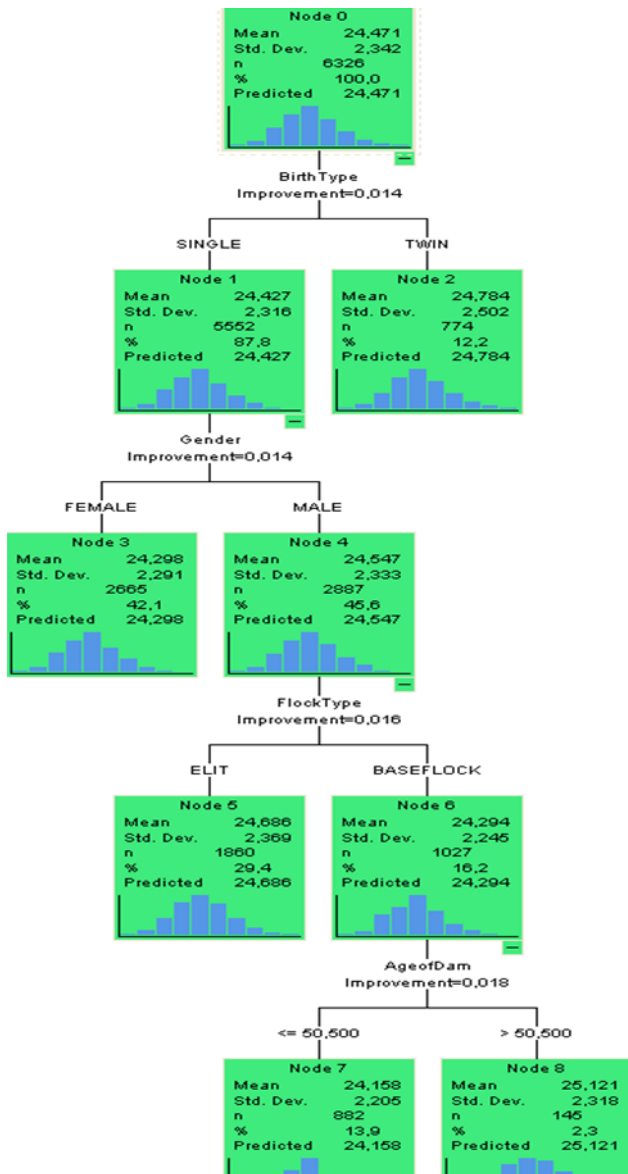 Node 0
Mean 24,471
Std. Dev. 2,342
n 6326
% 100,0
Predicted 24,471
BirthType
Improvement=0,014
SINGLE TWIN
Node 1
Mean 24,427
Std. Dev. 2,316
n 5552
% 87,8
Predicted 24,427
Node 2
Mean 24,784
Std. Dev. 2,502
n 774
% 12,2
Predicted 24,784
Gender
Improvement=0,014
FEMALE MALE
Node 3
Mean 24,298
Std. Dev. 2,291
n 2665
% 42,1
Predicted 24,298
Node 4
Mean 24,547
Std. Dev. 2,333
n 2887
% 45,6
Predicted 24,547
FlockType
Improvement=0,016
ELIT BASEFLOCK
Node 5
Mean 24,686
Std. Dev. 2,369
n 1860
% 29,4
Predicted 24,686
Node 6
Mean 24,294
Std. Dev. 2,245
n 1027
% 16,2
Predicted 24,294
AgeofDam
Improvement=0,018
<= 50,500 > 50,500
Node 7
Mean 24,158
Std. Dev. 2,205
n 882
% 13,9
Predicted 24,158
Node 8
Mean 25,121
Std. Dev. 2,318
n 145
% 2,3
Predicted 25,121